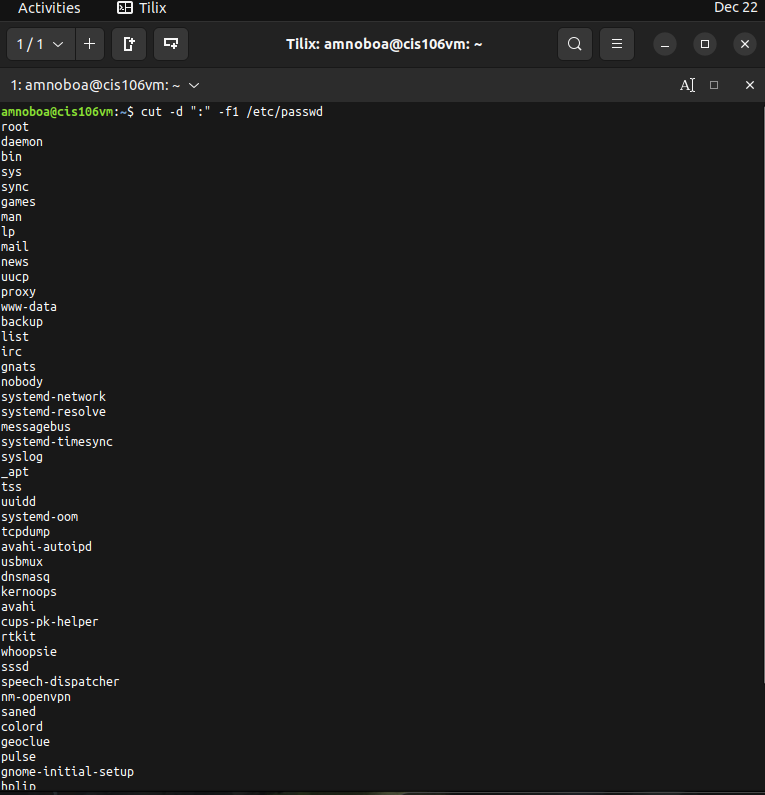 Activities Tilix Dec 22
1 / 1 Tilix: amnoboa@cis106vm: ~
1: amnoboa@cis106vm: ~
amnoboa@cis106vm:~$ cut -d ":" -f1 /etc/passwd
root
daemon
bin
sys
sync
games
man
lp
mail
news
uucp
proxy
www-data
backup
list
irc
gnats
nobody
systemd-network
systemd-resolve
messagebus
systemd-timesync
syslog
_apt
tss
uuidd
systemd-oom
tcpdump
avahi-autoipd
usbmux
dnsmasq
kernoops
avahi
cups-pk-helper
rtkit
whoopsie
sssd
speech-dispatcher
nm-openvpn
saned
colord
geoclue
pulse
gnome-initial-setup
hplip